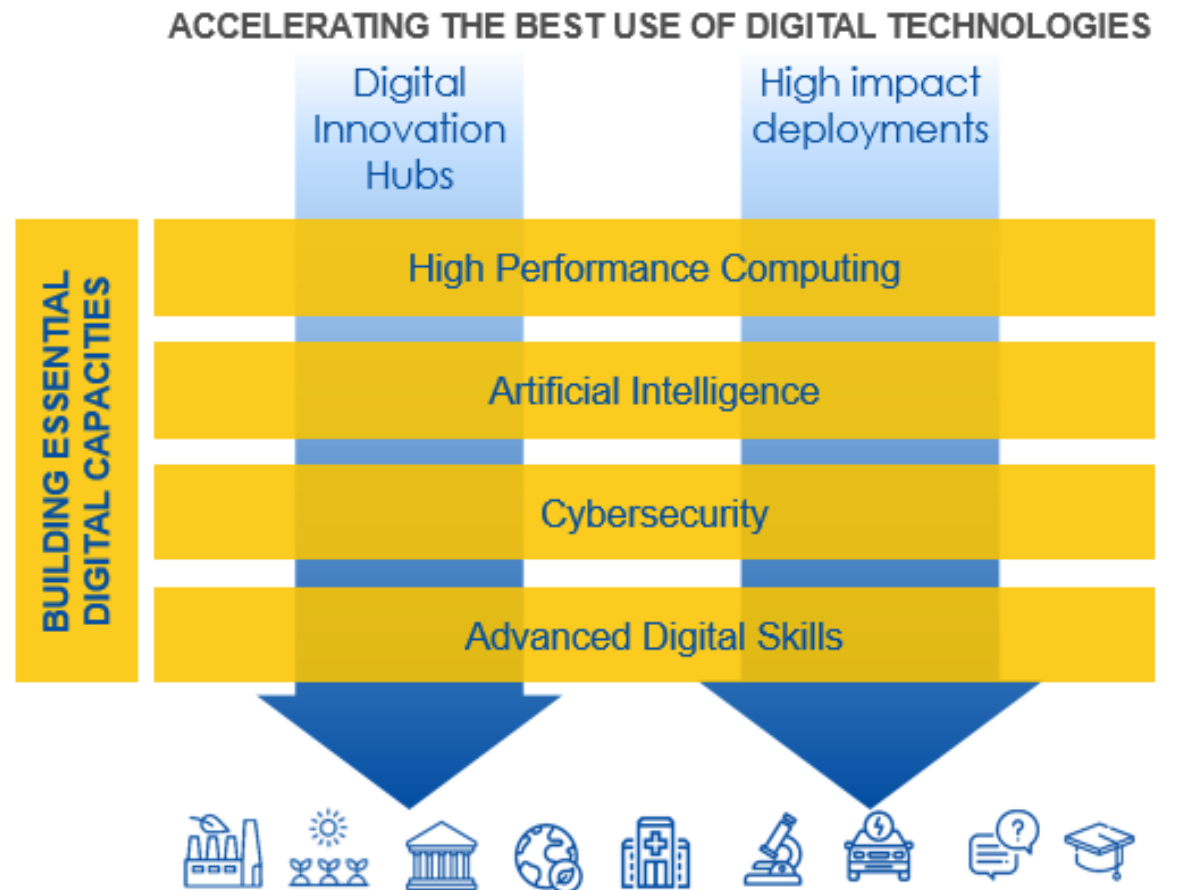 ACCELERATING THE BEST USE OF DIGITAL TECHNOLOGIES
Digital
Innovation
Hubs
High impact
deployments
BUILDING ESSENTIAL
DIGITAL CAPACITIES
High Performance Computing
Artificial Intelligence
Cybersecurity
Advanced Digital Skills
?